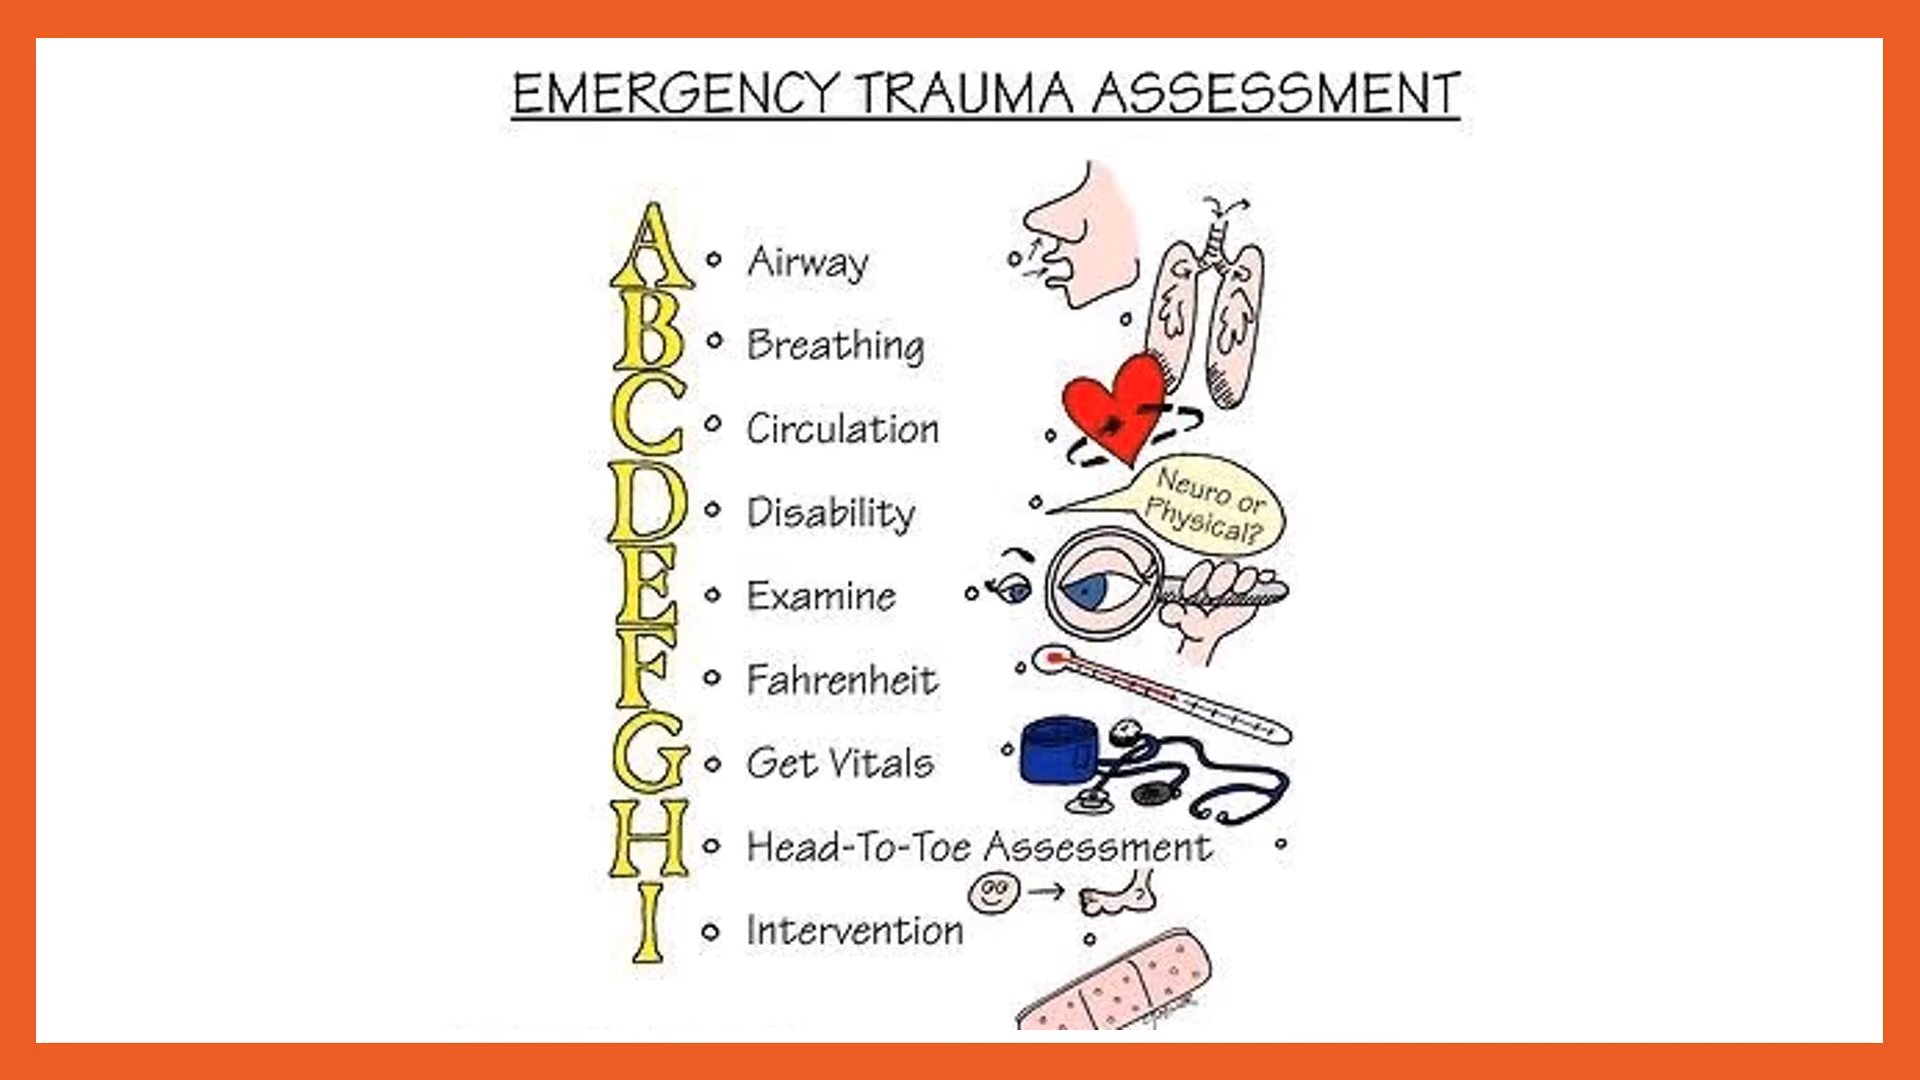 EMERGENCY TRAUMA ASSESSMENT
A Airway
B Breathing
C Circulation
D Disability
Neuro or
Physical?
E Examine
F Fahrenheit
G Get Vitals
H Head-To-Toe Assessment
I Intervention